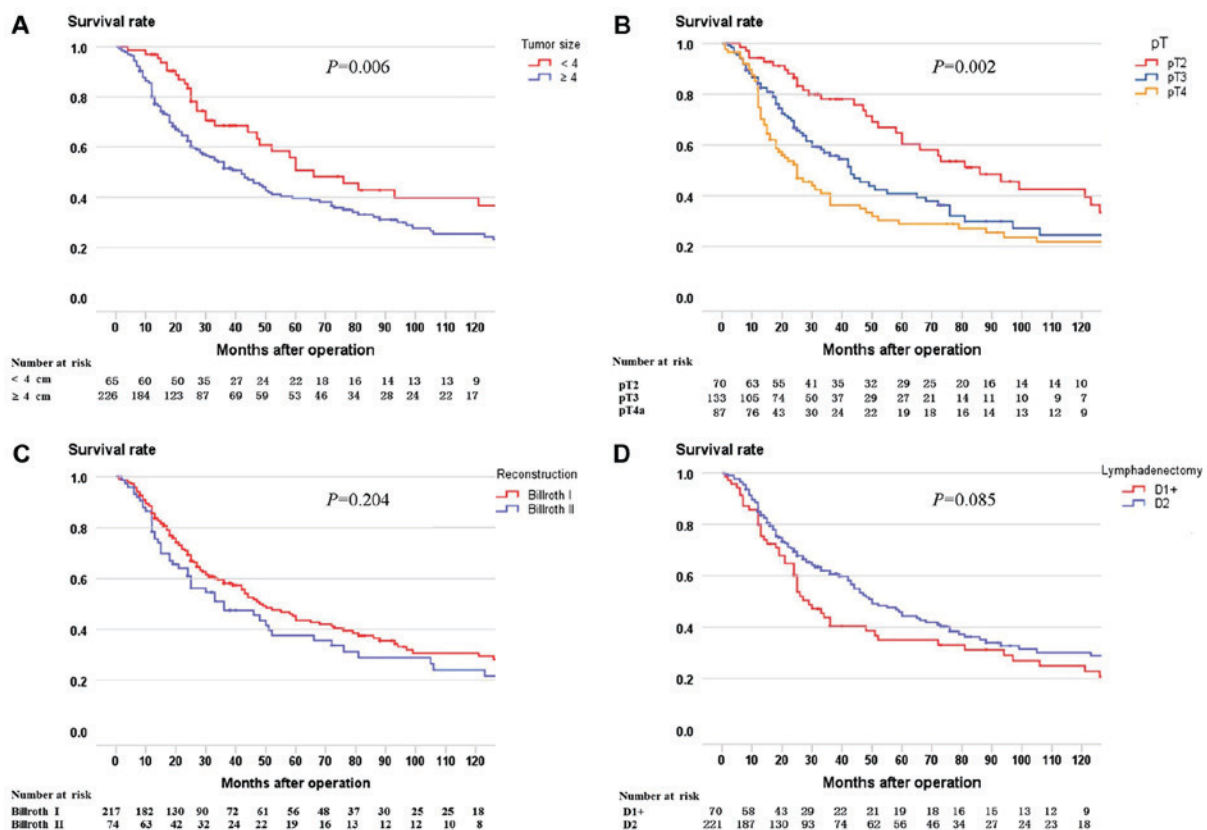 A
Survival rate
Tumor size
< 4
≥ 4
P=0.006
1.0
0.8
0.6
0.4
0.2
0.0
0 10 20 30 40 50 60 70 80 90 100 110 120
Months after operation
Number at risk
< 4 cm 65 60 50 35 27 24 22 18 16 14 13 13 9
≥ 4 cm 226 184 123 87 69 59 53 46 34 28 24 22 17
B
Survival rate
pT
pT2
pT3
pT4
P=0.002
1.0
0.8
0.6
0.4
0.2
0.0
0 10 20 30 40 50 60 70 80 90 100 110 120
Months after operation
Number at risk
pT2 70 63 55 41 35 32 29 25 20 16 14 14 10
pT3 133 105 74 50 37 29 27 21 14 11 10 9 7
pT4a 87 76 43 30 24 22 19 18 16 14 13 12 9
C
Survival rate
Reconstruction
Billroth I
Billroth II
P=0.204
1.0
0.8
0.6
0.4
0.2
0.0
0 10 20 30 40 50 60 70 80 90 100 110 120
Months after operation
Number at risk
Billroth I 217 182 130 90 72 61 56 48 37 30 25 25 18
Billroth II 74 63 42 32 24 22 19 16 13 12 12 10 8
D
Survival rate
Lymphadenectomy
D1+
D2
P=0.085
1.0
0.8
0.6
0.4
0.2
0.0
0 10 20 30 40 50 60 70 80 90 100 110 120
Months after operation
Number at risk
D1+ 70 58 43 29 22 21 19 18 16 15 13 12 9
D2 221 187 130 93 74 62 56 46 34 27 24 23 18